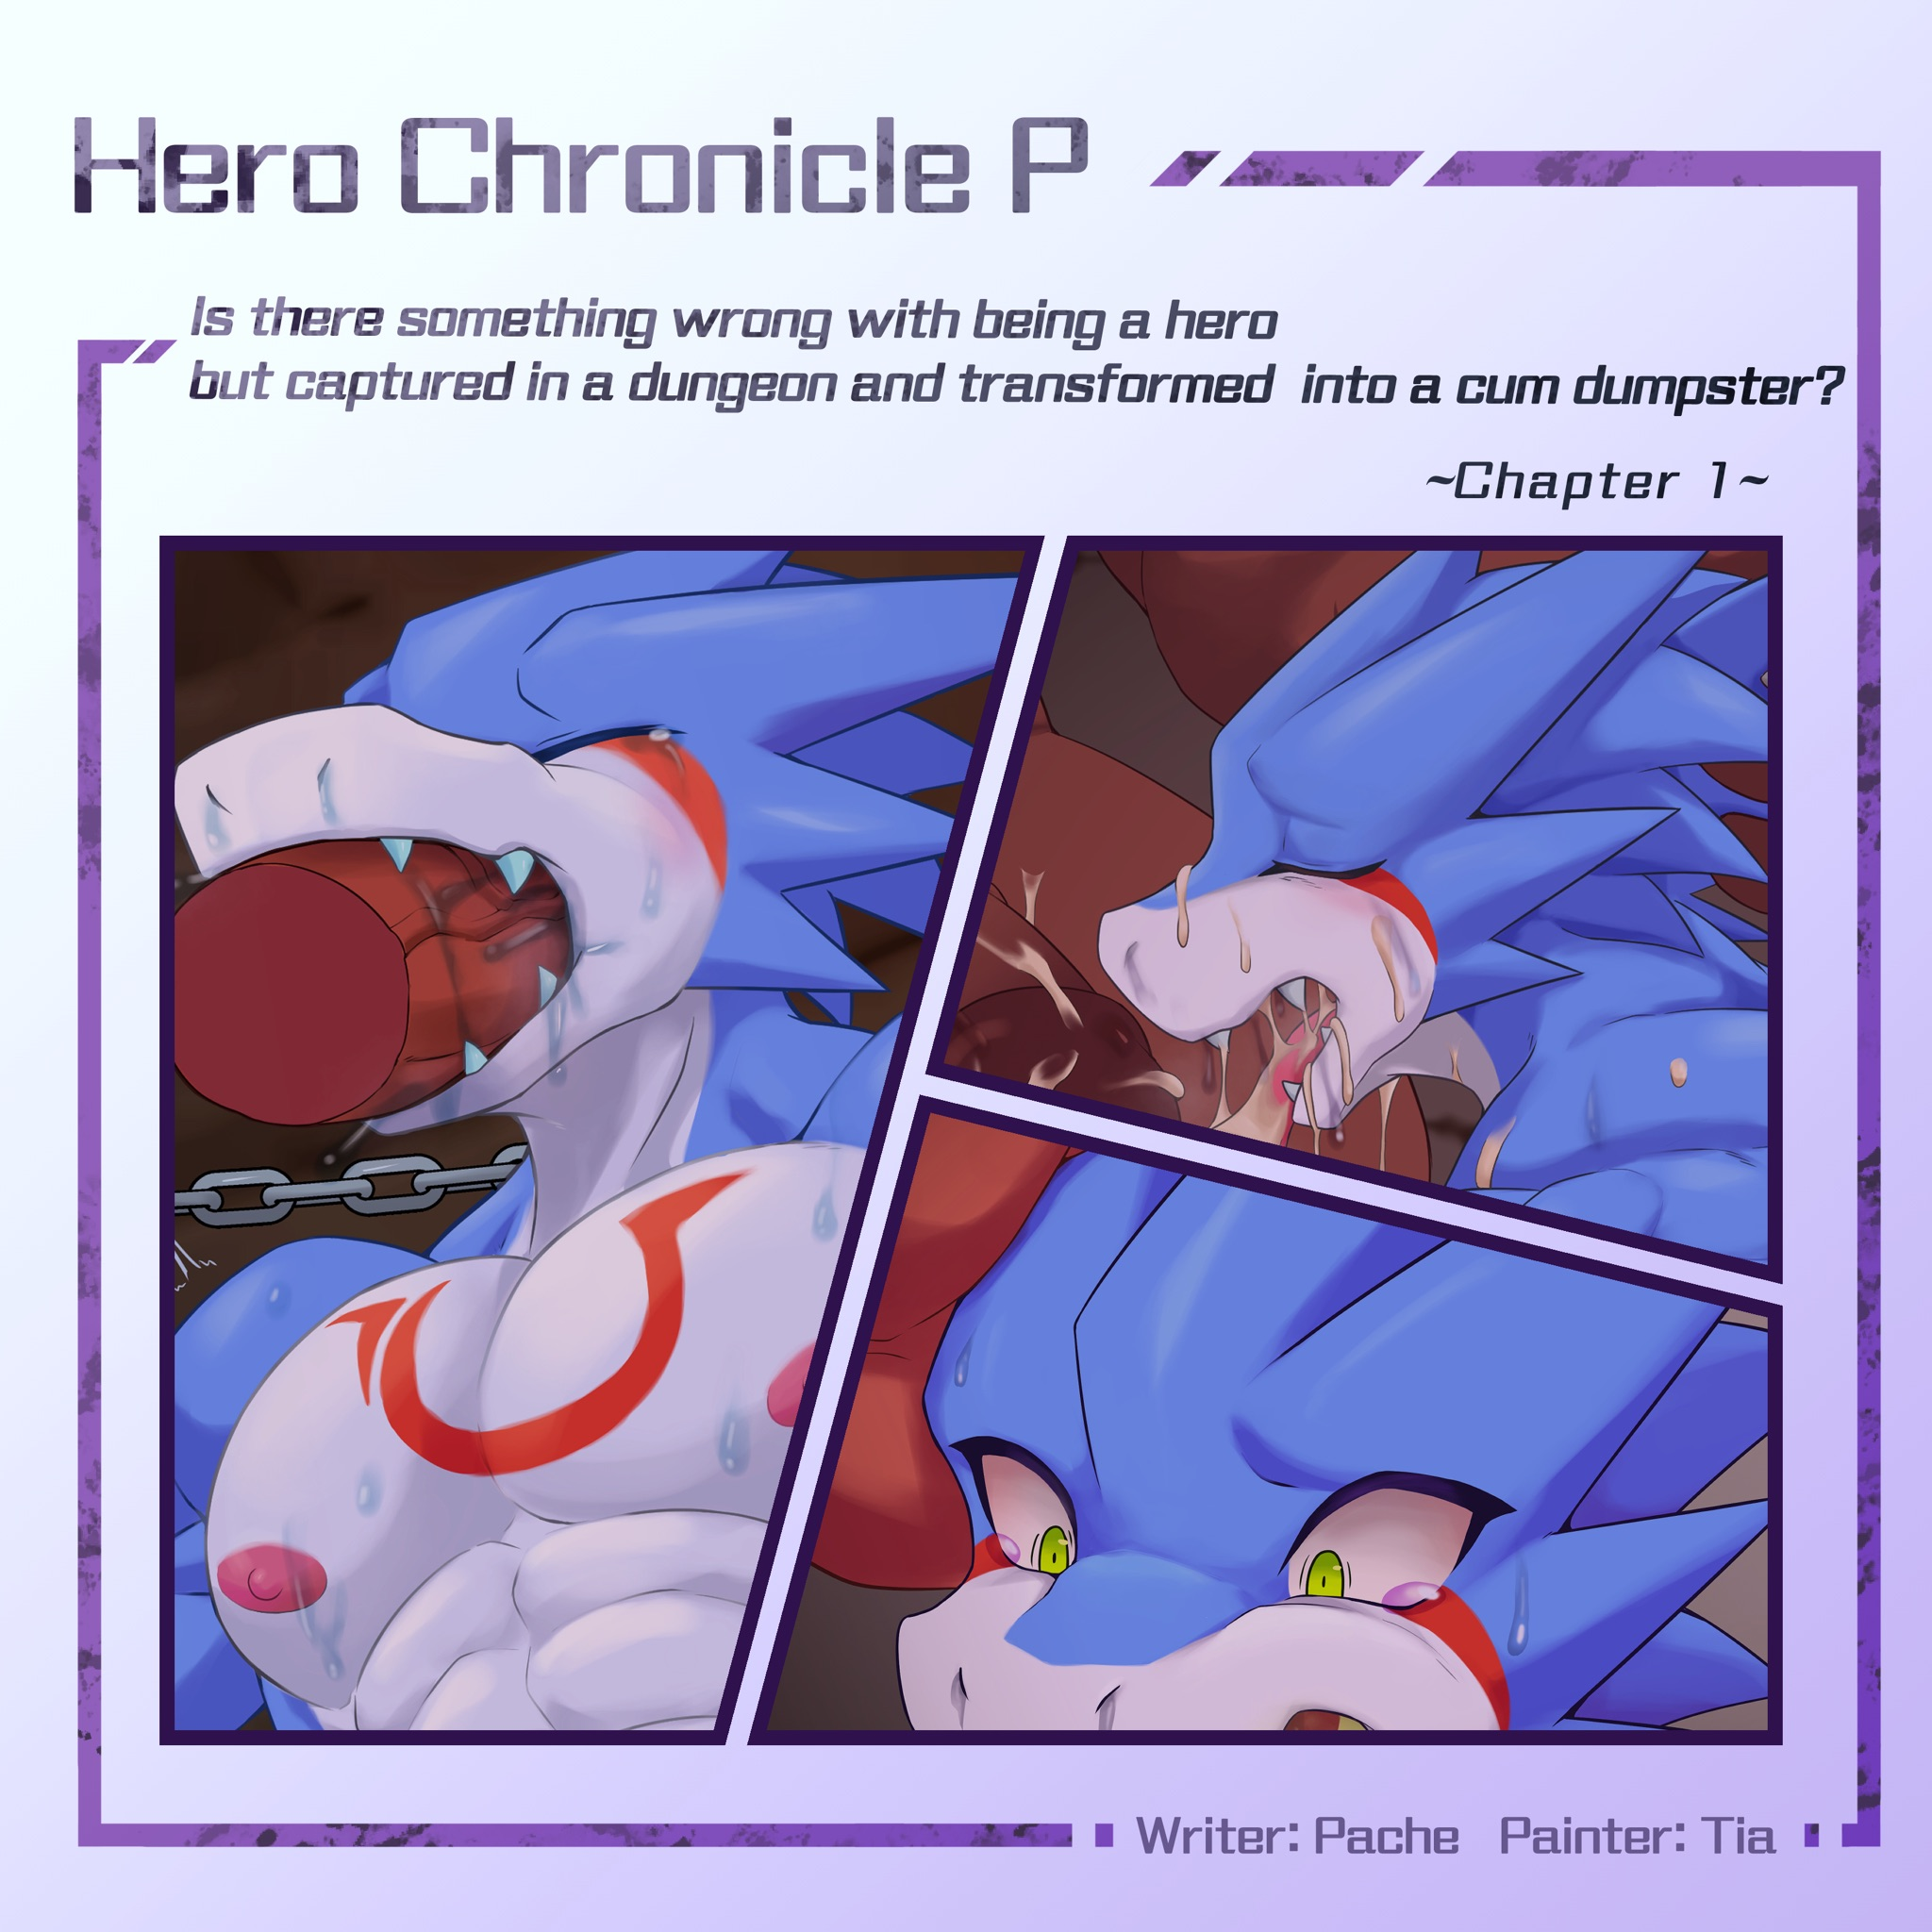 Hero Chronicle P
Is there something wrong with being a hero
but captured in a dungeon and transformed into a cum dumpster?
~Chapter 1~
Writer: Pache Painter: Tia